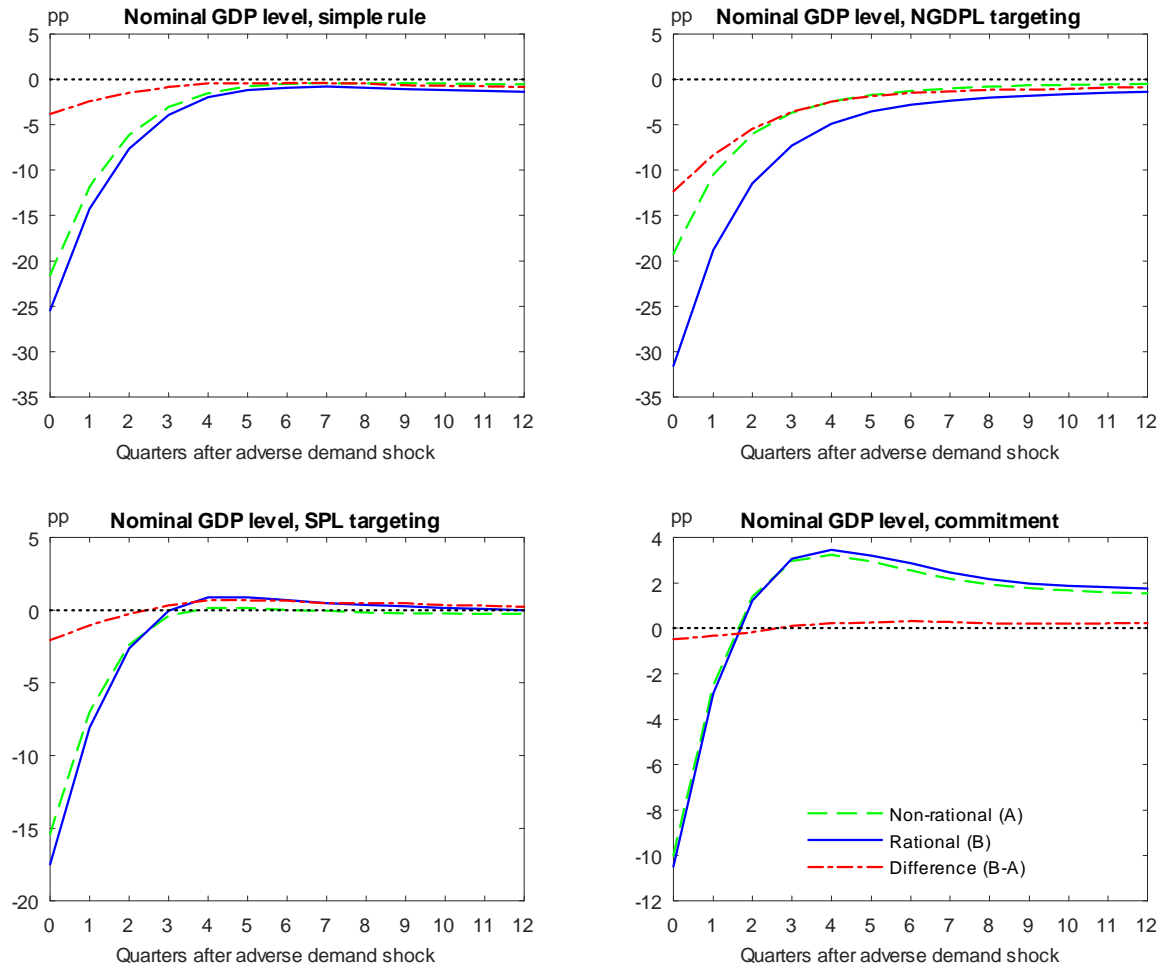 pp Nominal GDP level, simple rule
5
0
-5
-10
-15
-20
-25
-30
-35
0 1 2 3 4 5 6 7 8 9 10 11 12
Quarters after adverse demand shock
pp Nominal GDP level, NGDPL targeting
5
0
-5
-10
-15
-20
-25
-30
-35
0 1 2 3 4 5 6 7 8 9 10 11 12
Quarters after adverse demand shock
pp Nominal GDP level, SPL targeting
5
0
-5
-10
-15
-20
0 1 2 3 4 5 6 7 8 9 10 11 12
Quarters after adverse demand shock
pp Nominal GDP level, commitment
4
2
0
-2
-4
-6
-8
-10
-12
Non-rational (A)
Rational (B)
Difference (B-A)
0 1 2 3 4 5 6 7 8 9 10 11 12
Quarters after adverse demand shock